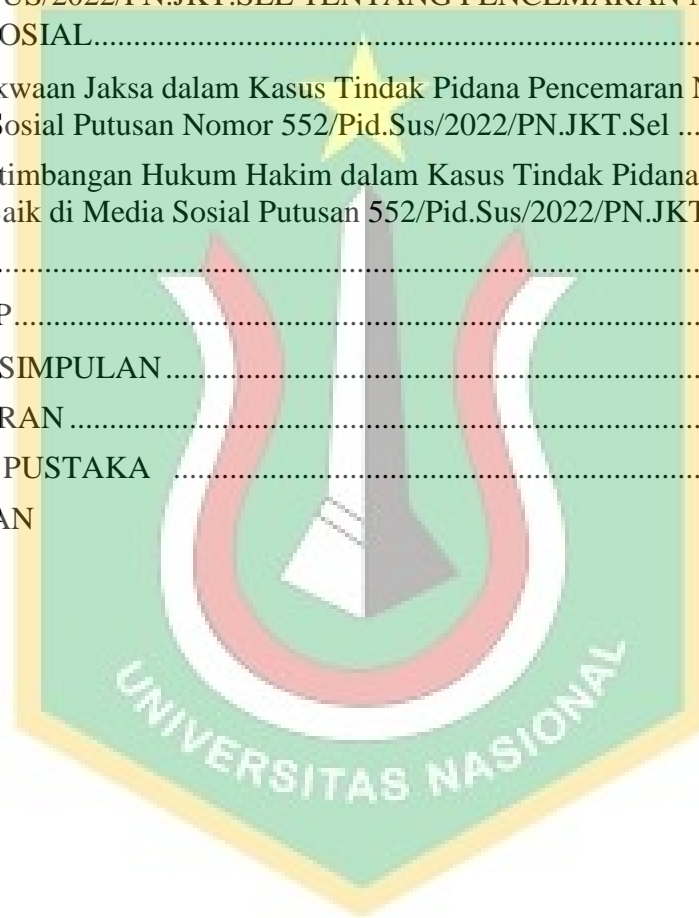 US/2022/PN.JKT.SEL TENTANG PENCEMARAN
OSIAL
kwaan Jaksa dalam Kasus Tindak Pidana Pencemaran N
Sosial Putusan Nomor 552/Pid.Sus/2022/PN.JKT.Sel ...
timbangan Hukum Hakim dalam Kasus Tindak Pidana
aik di Media Sosial Putusan 552/Pid.Sus/2022/PN.JKT
P
SIMPULAN
RAN
PUSTAKA
AN
UNIVERSITAS NASIONAL